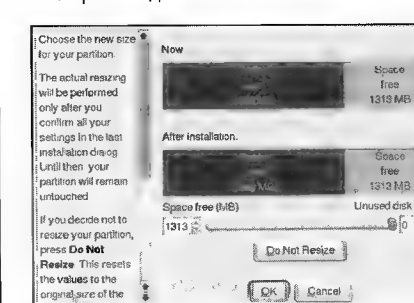 Choose the new size
for your partition.
The actual resizing
will be performed
only after you
confirm all your
settings in the last
installation dialog
Until then your
partition will remain
untouched
If you decide not to
resize your partition,
press Do Not
Resize This resets
the values to the
original size of the
Now
Space
free
1313 MB
After installation.
Space
free
1313 MB
Space free (MB)
Unused disk
1313
0
Do Not Resize
OK
Cancel